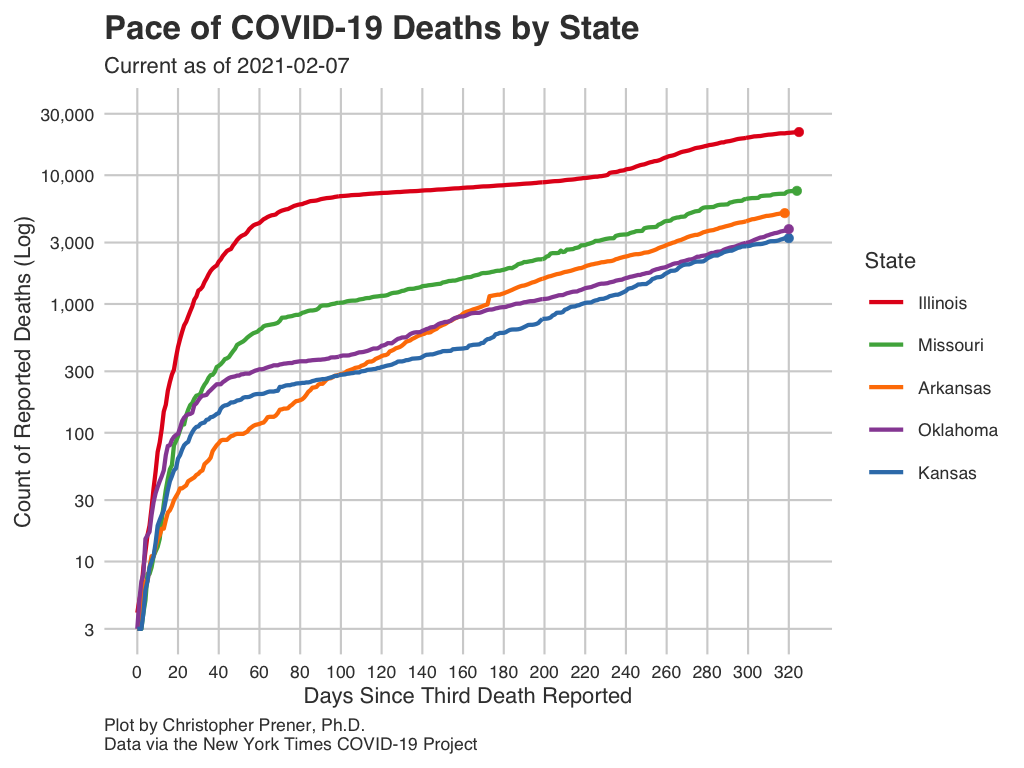 Pace of COVID-19 Deaths by State
Current as of 2021-02-07
Count of Reported Deaths (Log)
30,000
10,000
3,000
1,000
300
100
30
10
3
0 20 40 60 80 100 120 140 160 180 200 220 240 260 280 300 320
Days Since Third Death Reported
State
Illinois
Missouri
Arkansas
Oklahoma
Kansas
Plot by Christopher Prener, Ph.D.
Data via the New York Times COVID-19 Project